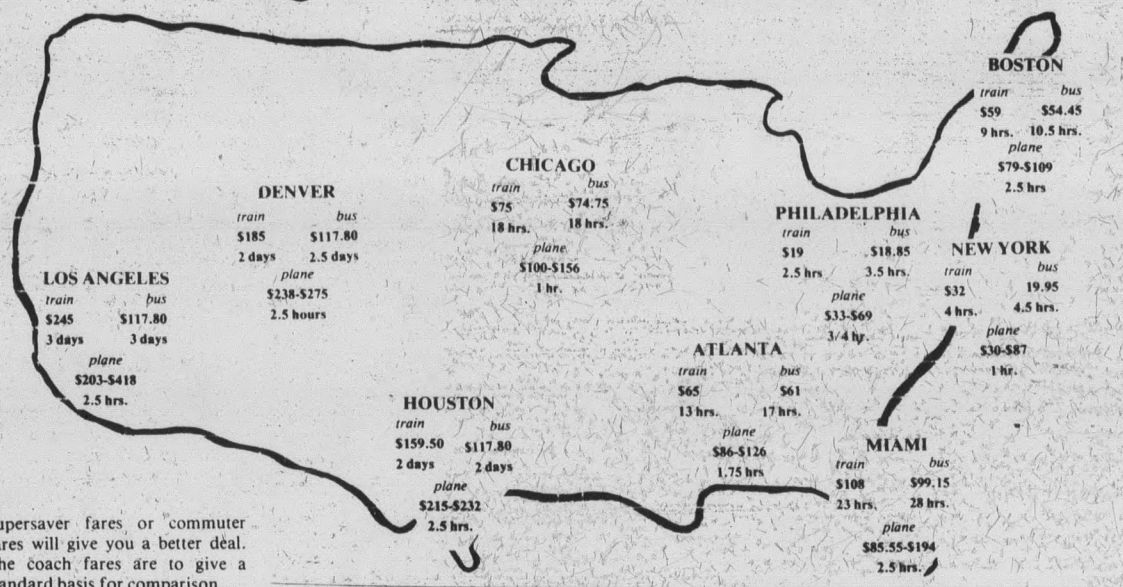 BOSTON
train bus
$59 $54.45
9 hrs. 10.5 hrs.
plane
$79-$109
2.5 hrs
CHICAGO
train bus
$75 $74.75
18 hrs. 18 hrs.
plane
$100-$156
1 hr.
DENVER
train bus
$185 $117.80
2 days 2.5 days
plane
$238-$275
2.5 hours
PHILADELPHIA
train bus
$19 $18.85
2.5 hrs 3.5 hrs.
plane
$33-$69
3/4 hr.
NEW YORK
train bus
$32 19.95
4 hrs. 4.5 hrs.
plane
$30-$87
1 hr.
LOS ANGELES
train bus
$245 $117.80
3 days 3 days
plane
$203-$418
2.5 hrs.
ATLANTA
train bus
$65 $61
13 hrs. 17 hrs.
plane
$86-$126
1.75 hrs
HOUSTON
train bus
$159.50 $117.80
2 days 2 days
plane
$215-$232
2.5 hrs.
MIAMI
train bus
$108 $99.15
23 hrs. 28 hrs.
plane
$85.55-$194
2.5 hrs.
upersaver fares or commuter
ares will give you a better deal.
he coach fares are to give a
andard basis for comparison